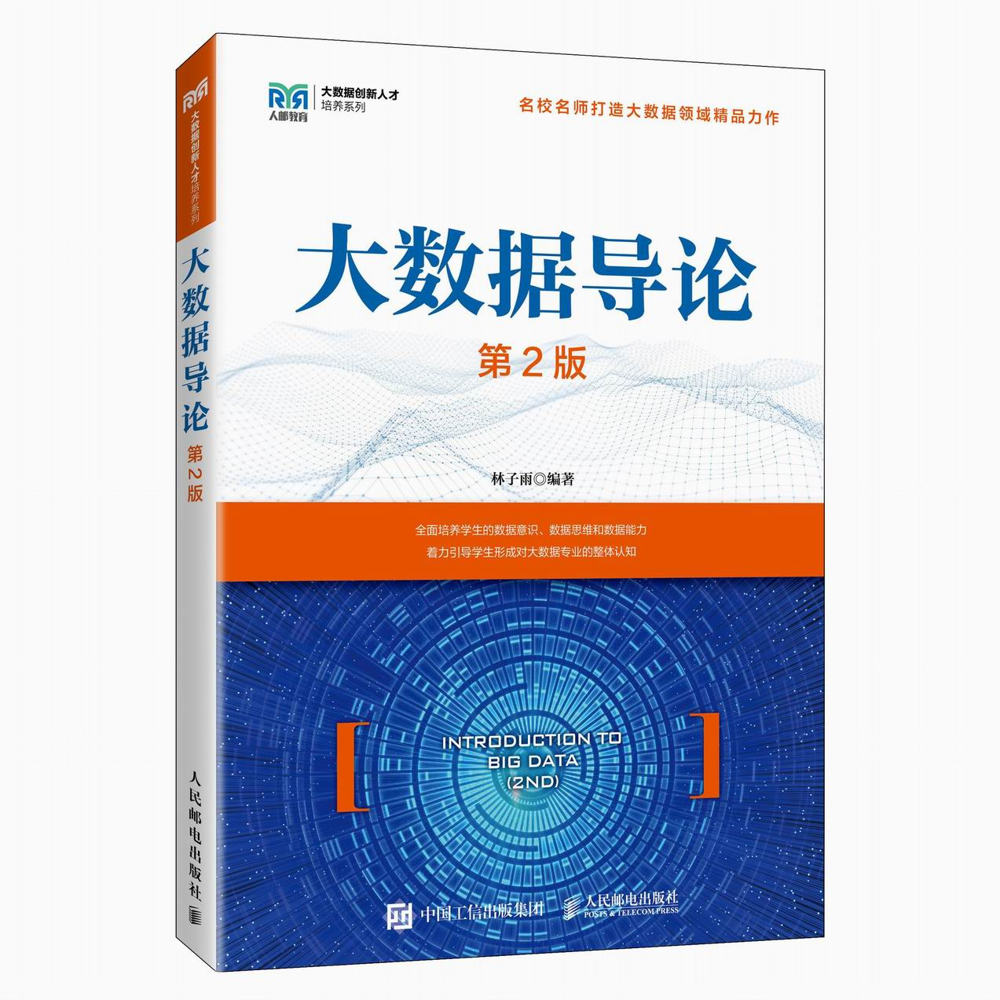 RYЯ
大数据创新人才培养系列
大数据导论
第2版
人民邮电出版社
RYЯ
人邮教育
大数据创新人才
培养系列
名校名师打造大数据领域精品力作
大数据导论
第2版
林子雨◎编著
全面培养学生的数据意识、数据思维和数据能力
着力引导学生形成对大数据专业的整体认知
INTRODUCTION TO
BIG DATA
(2ND)
中国工信出版集团
人民邮电出版社
POSTS & TELECOM PRESS